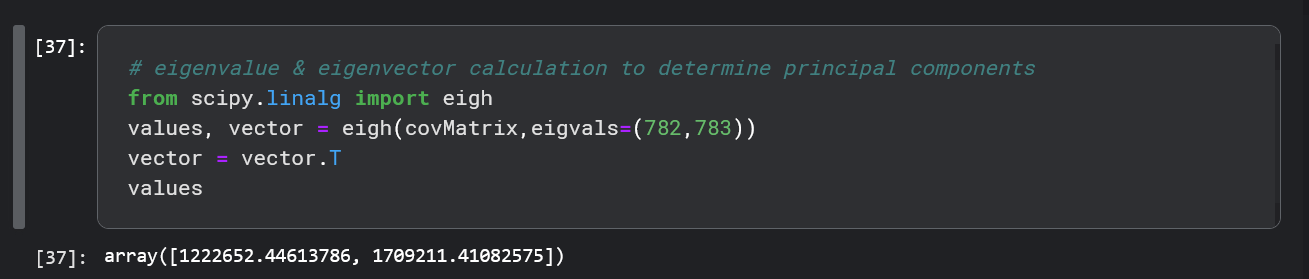 [37]:
# eigenvalue & eigenvector calculation to determine principal components
from scipy.linalg import eigh
values, vector = eigh(covMatrix,eigvals=(782,783))
vector = vector.T
values
[37]: array([1222652.44613786, 1709211.41082575])